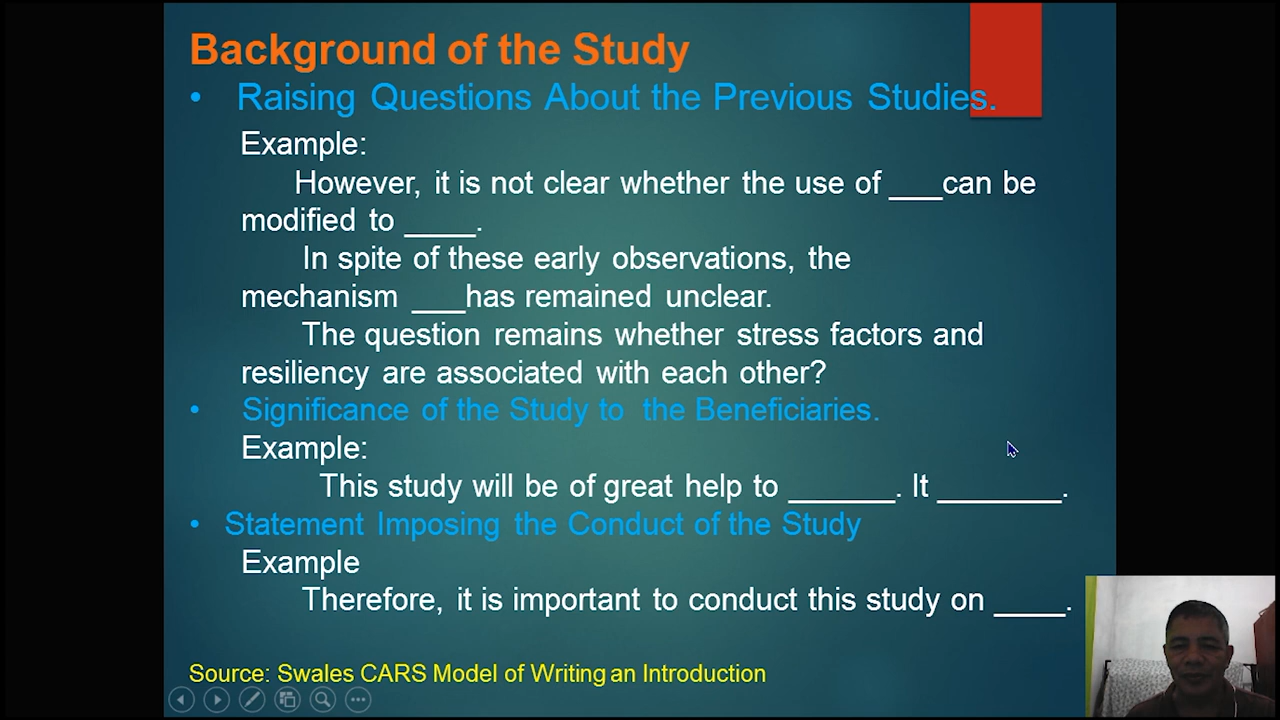 Background of the Study
• Raising Questions About the Previous Studies.
Example:
However, it is not clear whether the use of ___can be
modified to ____.
In spite of these early observations, the
mechanism ___has remained unclear.
The question remains whether stress factors and
resiliency are associated with each other?
• Significance of the Study to the Beneficiaries.
Example:
This study will be of great help to ______. It _______.
• Statement Imposing the Conduct of the Study
Example
Therefore, it is important to conduct this study on ____.
Source: Swales CARS Model of Writing an Introduction